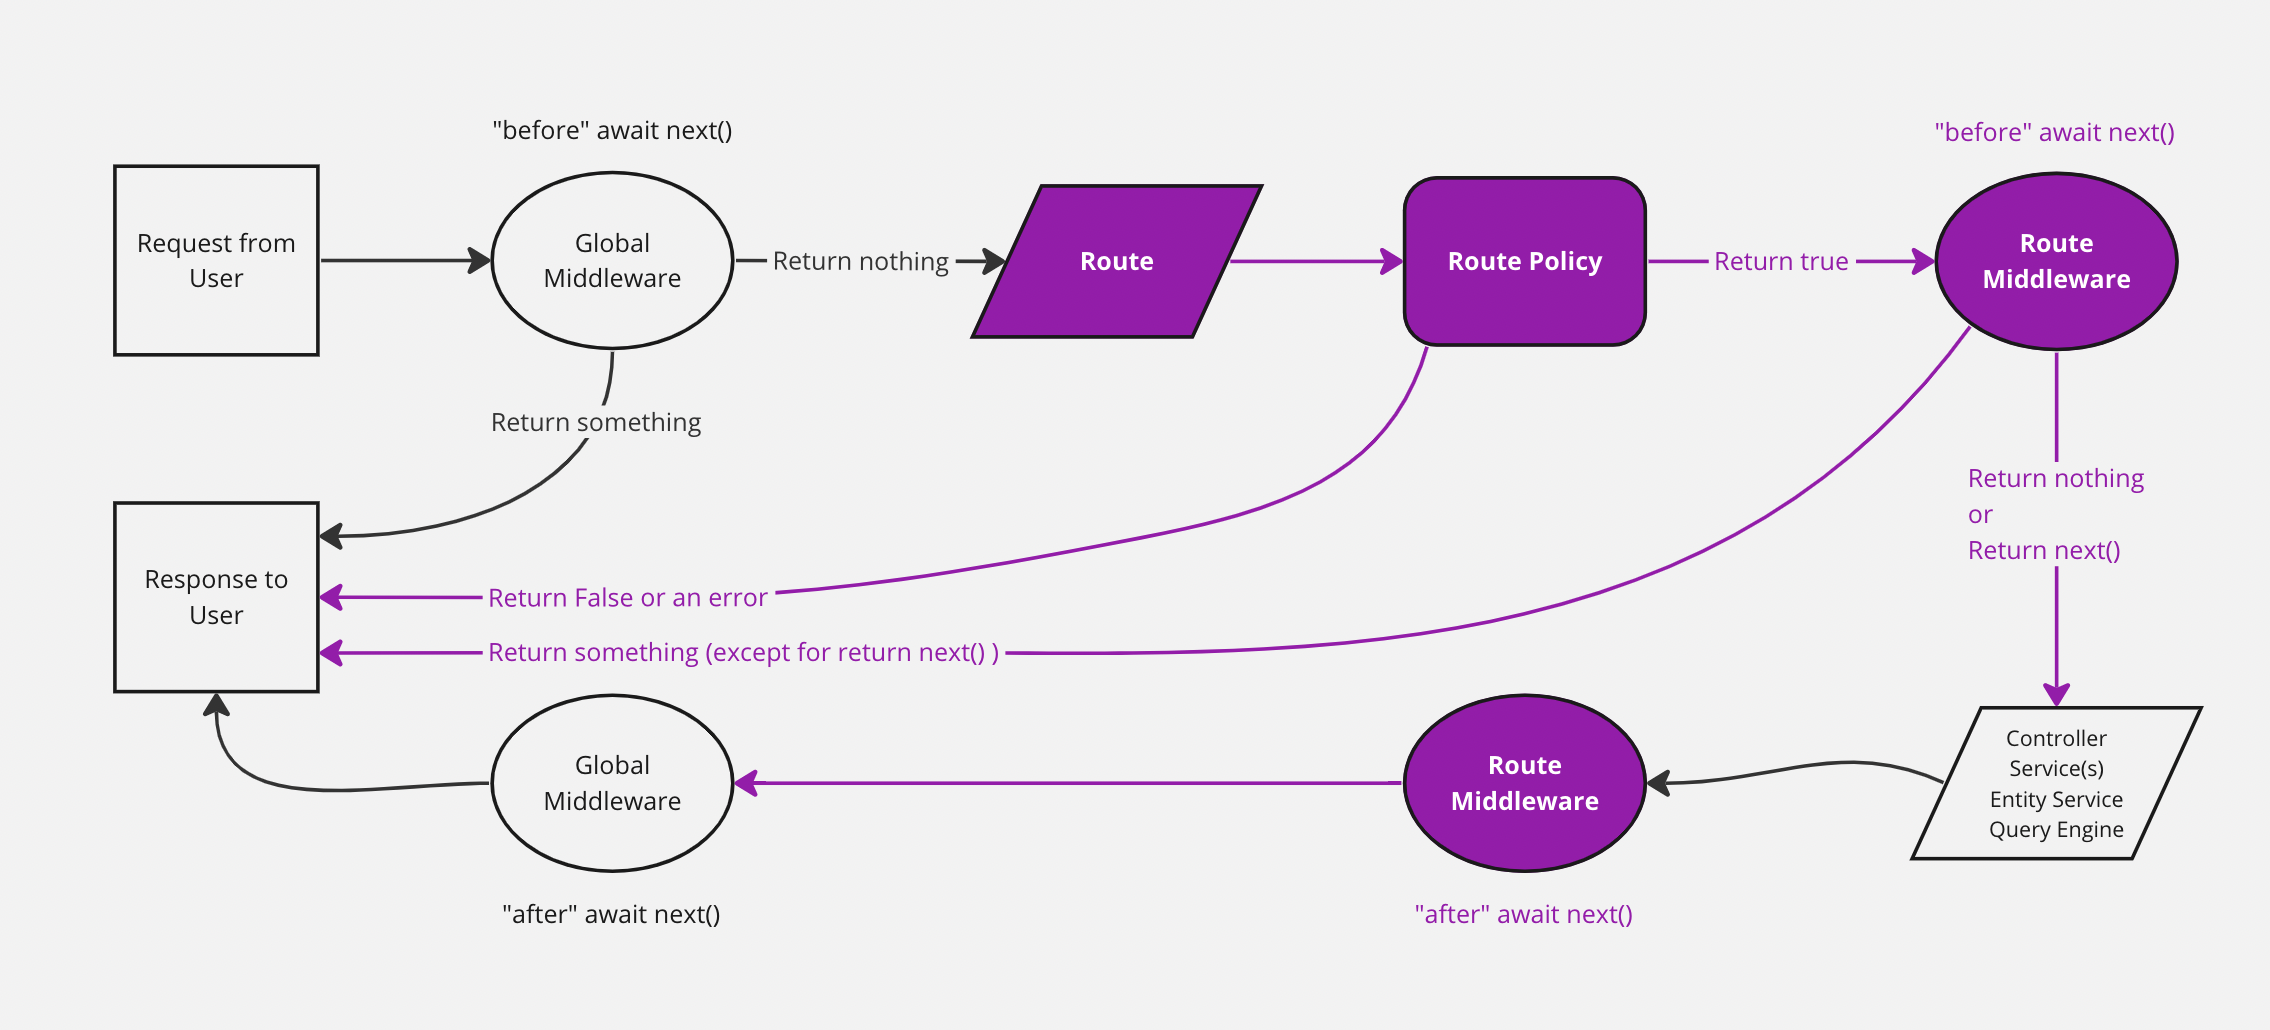 "before" await next()
"before" await next()
Request from
User
Global
Middleware
Return nothing
Route
Route Policy
Return true
Route
Middleware
Return something
Return nothing
or
Return next()
Response to
User
Return False or an error
Return something (except for return next() )
Global
Middleware
Route
Middleware
Controller
Service(s)
Entity Service
Query Engine
"after" await next()
"after" await next()